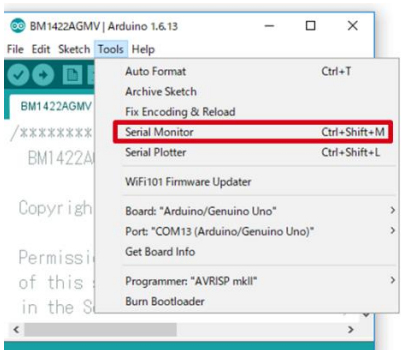 BM1422AGMV | Arduino 1.6.13
File Edit Sketch Tools Help
Auto Format Ctrl+T
Archive Sketch
Fix Encoding & Reload
Serial Monitor Ctrl+Shift+M
Serial Plotter Ctrl+Shift+L
WiFi101 Firmware Updater
Board: "Arduino/Genuino Uno"
Port: "COM13 (Arduino/Genuino Uno)"
Get Board Info
Programmer: "AVRISP mkII"
Burn Bootloader
BM1422AGMV
/********
BM1422A
Copyrigh
Permissi
of this s
in the So